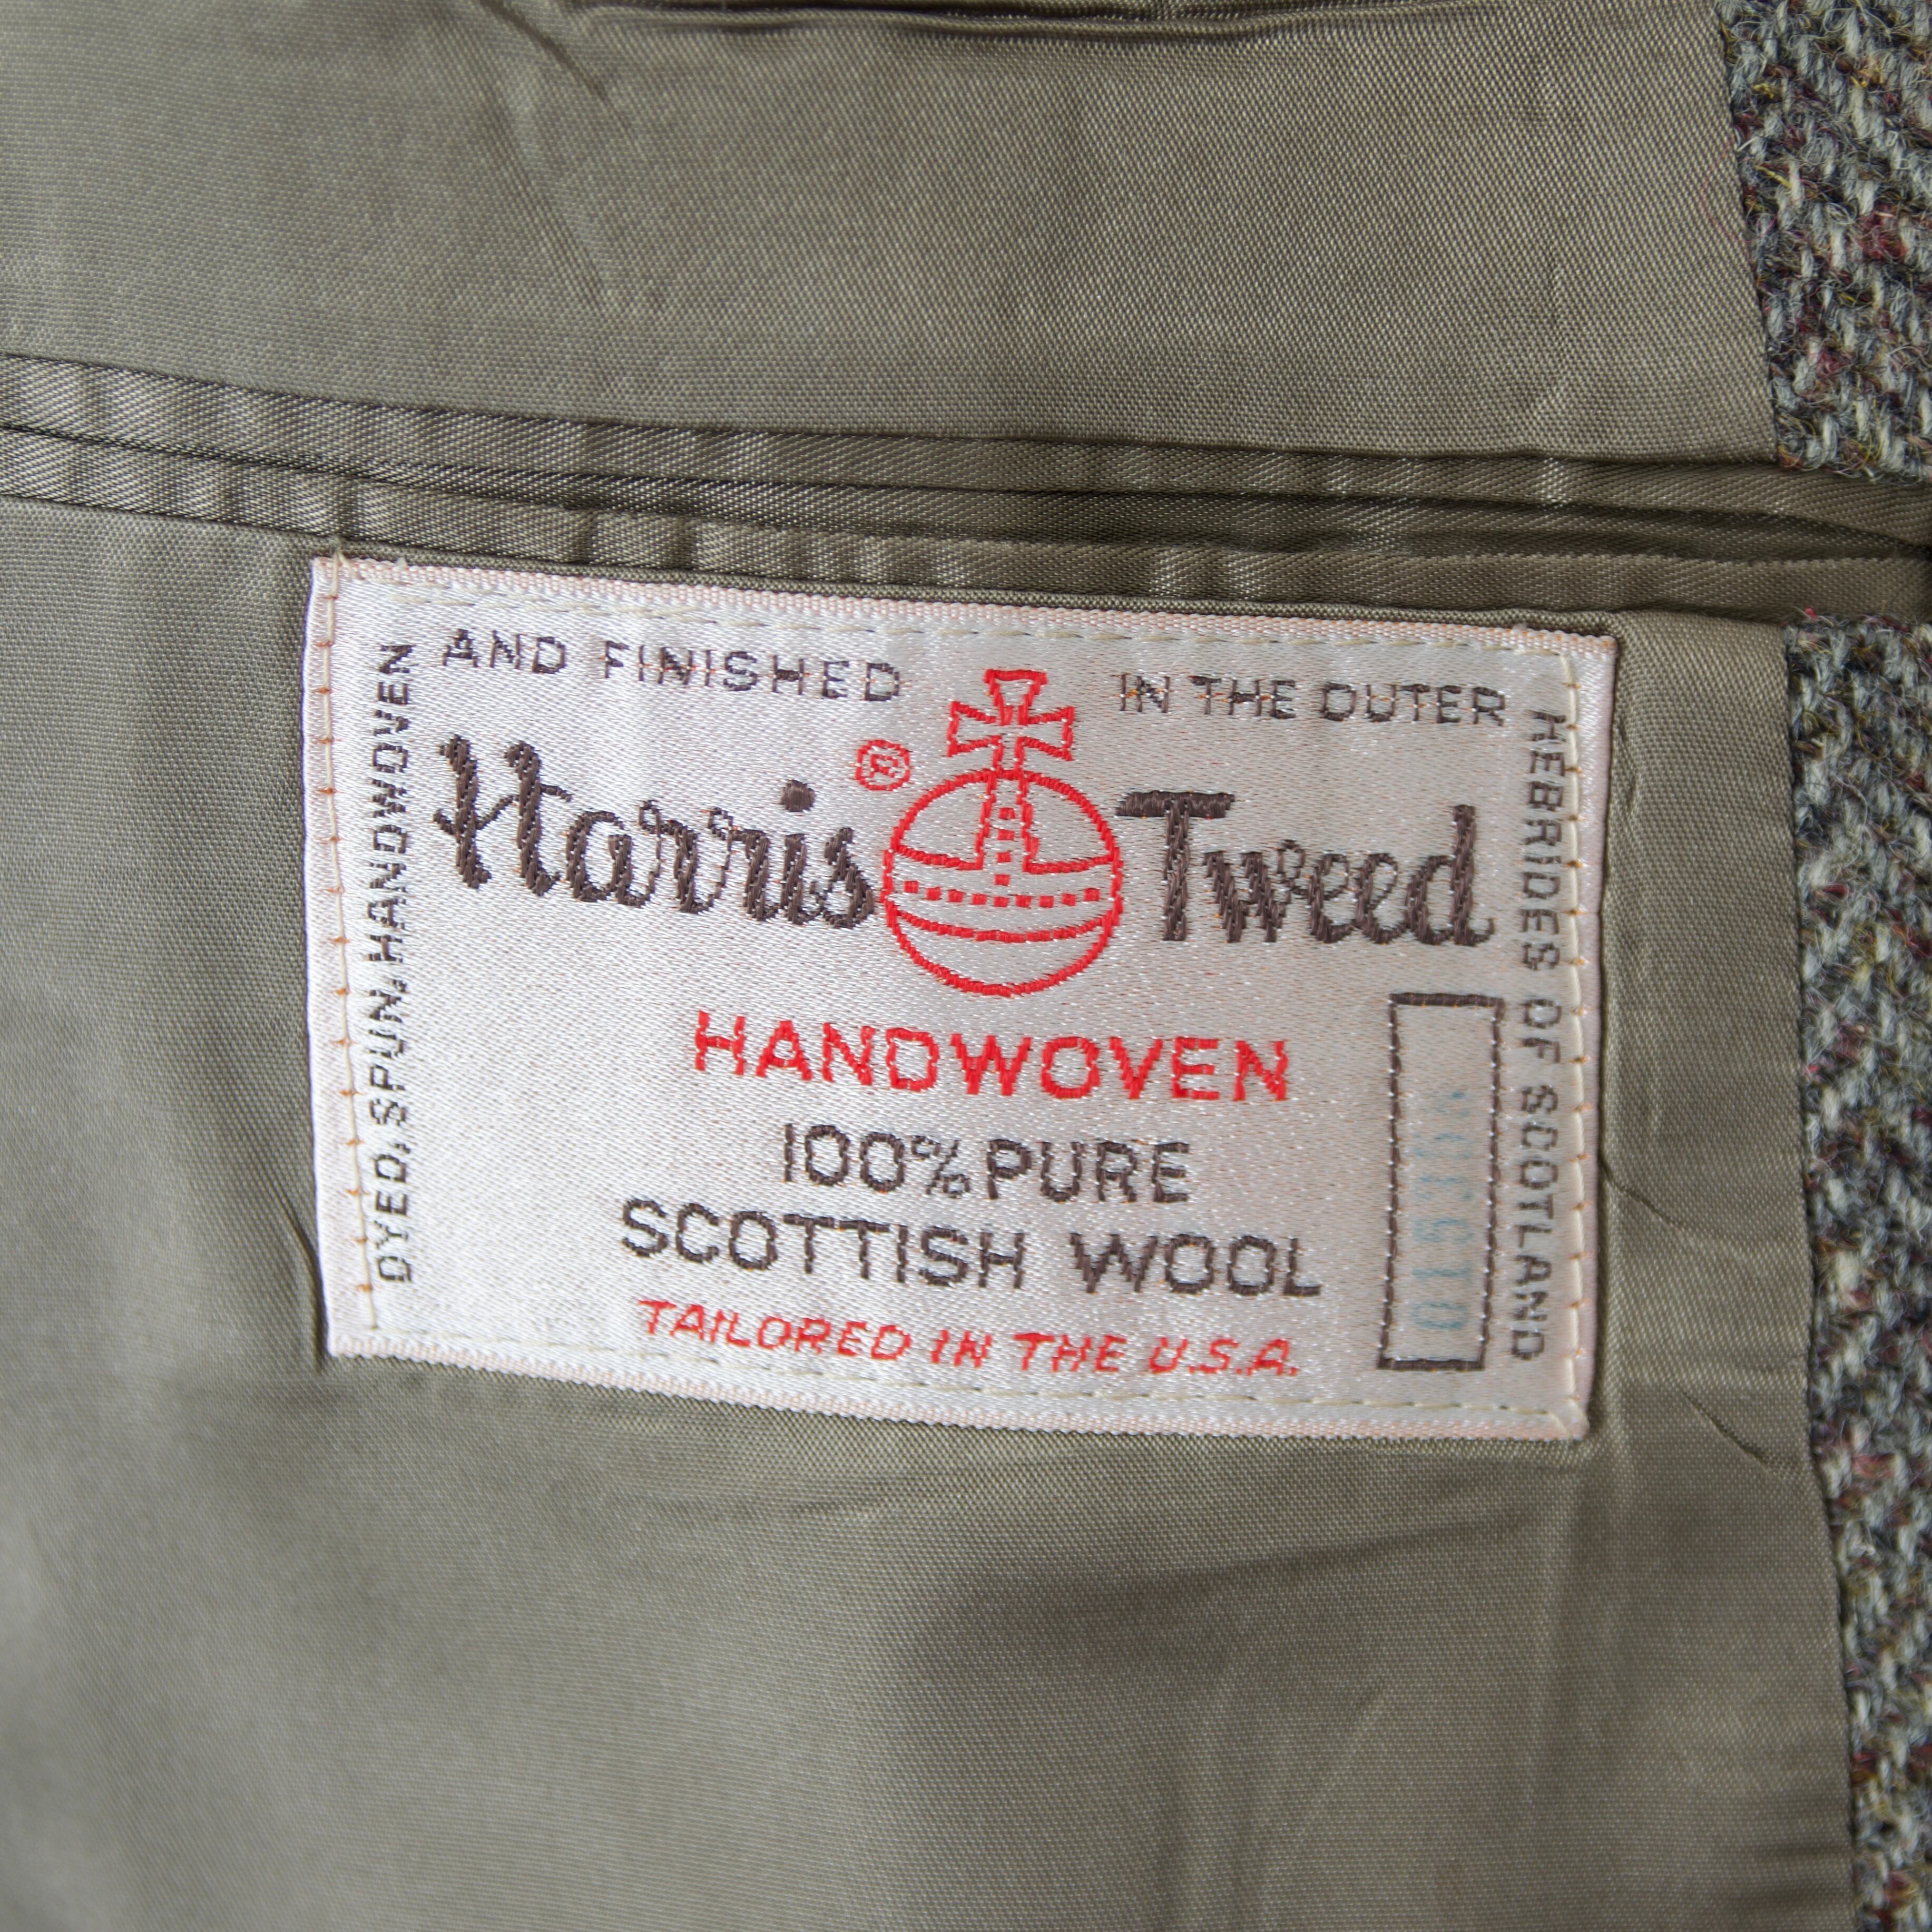 DYED, SPUN, HANDWOVEN
AND FINISHED
IN THE OUTER
HEBRIDES OF SCOTLAND
Harris Tweed
®
HANDWOVEN
100% PURE
SCOTTISH WOOL
TAILORED IN THE U.S.A.